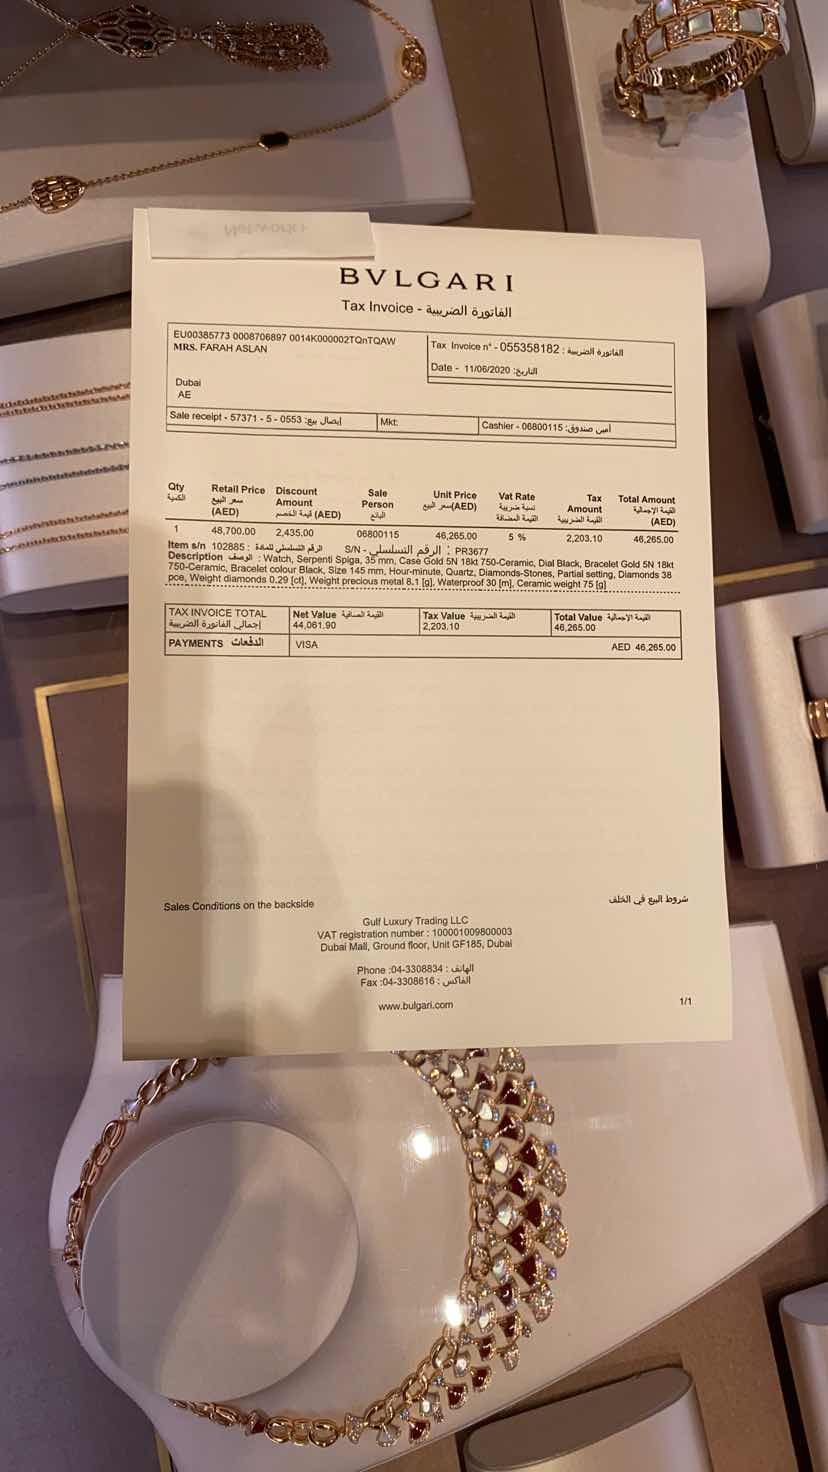 BVLGARI
Tax Invoice - الفاتورة الضريبية
EU00385773 0008706897 0014K000002TQnTQAW
MRS. FARAH ASLAN
Dubai
AE
Tax Invoice n° - 055358182 : الفاتورة الضريبية
Date - 11/06/2020 :التاريخ
Sale receipt - 57371 - 5 - 0553 :إيصال بيع
Mkt:
Cashier - 06800115 :أمين صندوق
Qty الكمية
Retail Price سعر البيع (AED)
Discount Amount قيمة الخصم (AED)
Sale Person البائع
Unit Price سعر البيع(AED)
Vat Rate نسبة ضريبة القيمة المضافة
Tax Amount القيمة الضريبية
Total Amount القيمة الإجمالية (AED)
1 48,700.00 2,435.00 06800115 46,265.00 5 % 2,203.10 46,265.00
Item s/n 102885 : الرقم التسلسلي للمادة S/N - الرقم التسلسلي : PR3677
Description الوصف : Watch, Serpenti Spiga, 35 mm, Case Gold 5N 18kt 750-Ceramic, Dial Black, Bracelet Gold 5N 18kt
750-Ceramic, Bracelet colour Black, Size 145 mm, Hour-minute, Quartz, Diamonds-Stones, Partial setting, Diamonds 38
pce, Weight diamonds 0.29 [ct], Weight precious metal 8.1 [g], Waterproof 30 [m], Ceramic weight 75 [g]
TAX INVOICE TOTAL
إجمالي الفاتورة الضريبية
Net Value القيمة الصافية
44,061.90
Tax Value القيمة الضريبية
2,203.10
Total Value القيمة الإجمالية
46,265.00
PAYMENTS الدفعات
VISA
AED 46,265.00
Sales Conditions on the backside
شروط البيع في الخلف
Gulf Luxury Trading LLC
VAT registration number : 100001009800003
Dubai Mall, Ground floor, Unit GF185, Dubai
Phone :04-3308834 : الهاتف
Fax :04-3308616 : الفاكس
www.bulgari.com
1/1